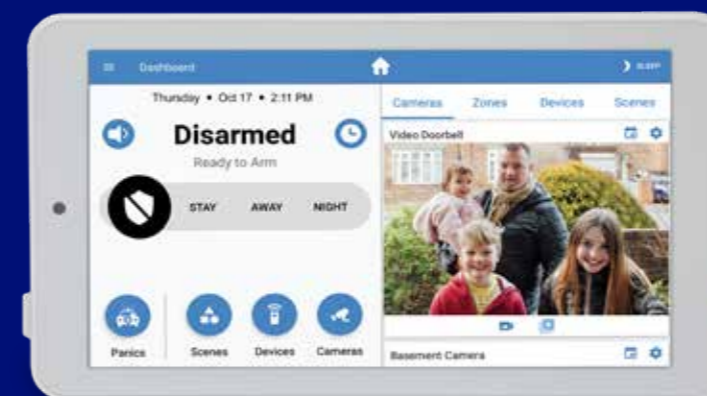 Dashboard
SLEEP
Thursday • Oct 17 • 2:11 PM
Disarmed
Ready to Arm
STAY AWAY NIGHT
Panics Scenes Devices Cameras
Cameras Zones Devices Scenes
Video Doorbell
Basement Camera